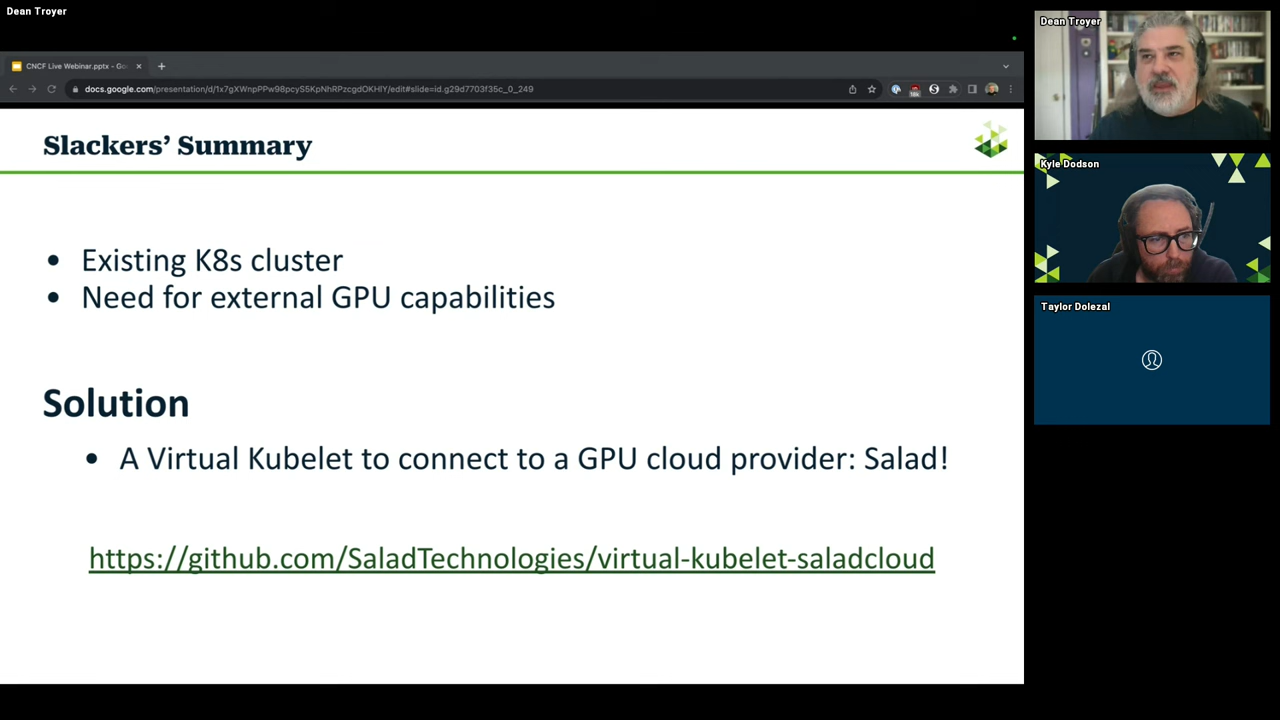 Dean Troyer
CNCF Live Webinar.pptx - Go
docs.google.com/presentation/d/1x7gXWnpPPw98pcyS5KpNhRPzcgdOKHlY/edit#slide=id.g29d7703f35c_0_249
Slackers' Summary
• Existing K8s cluster
• Need for external GPU capabilities
Solution
• A Virtual Kubelet to connect to a GPU cloud provider: Salad!
https://github.com/SaladTechnologies/virtual-kubelet-saladcloud
Dean Troyer
Kyle Dodson
Taylor Dolezal